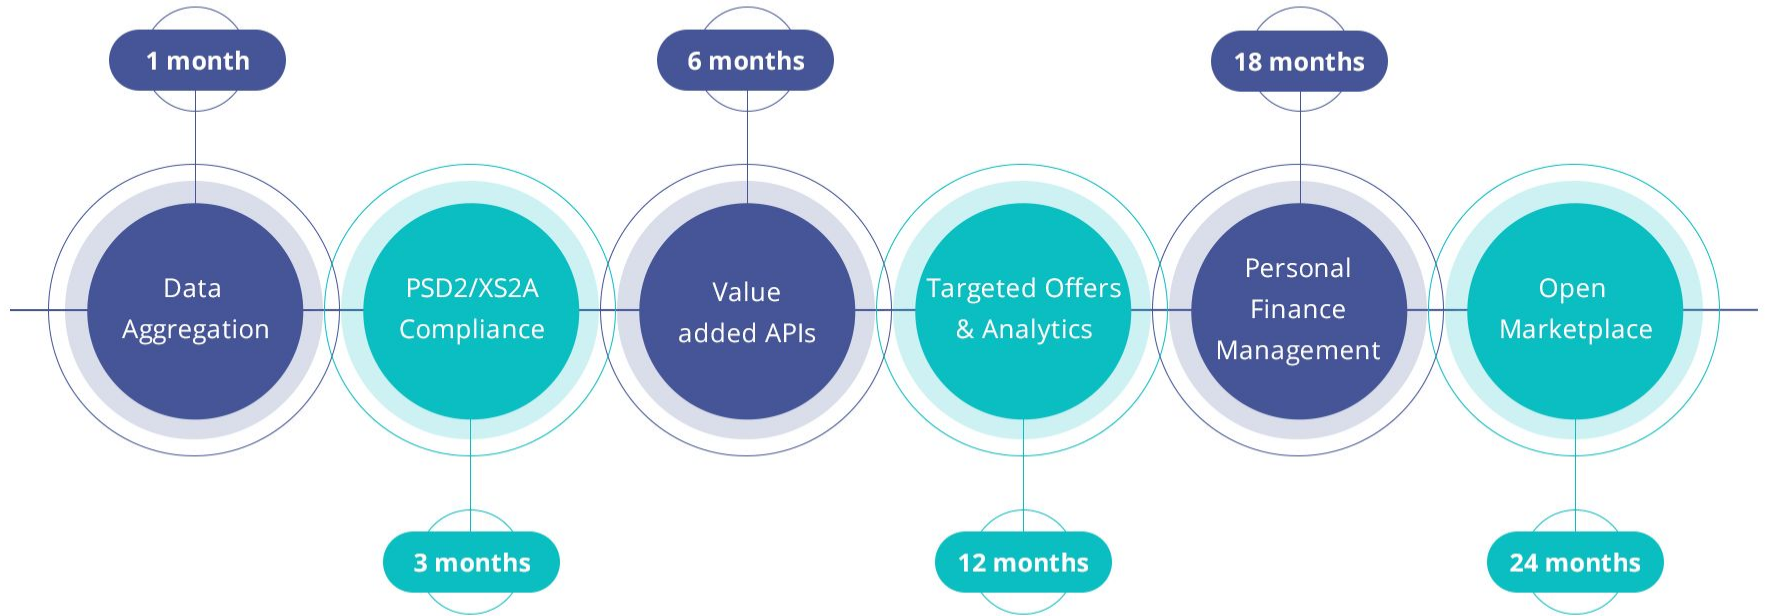 1 month
6 months
18 months
Data
Aggregation
PSD2/XS2A
Compliance
Value
added APIs
Targeted Offers
& Analytics
Personal
Finance
Management
Open
Marketplace
3 months
12 months
24 months